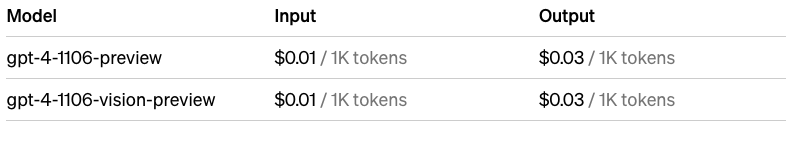 Model Input Output
gpt-4-1106-preview $0.01 / 1K tokens $0.03 / 1K tokens
gpt-4-1106-vision-preview $0.01 / 1K tokens $0.03 / 1K tokens